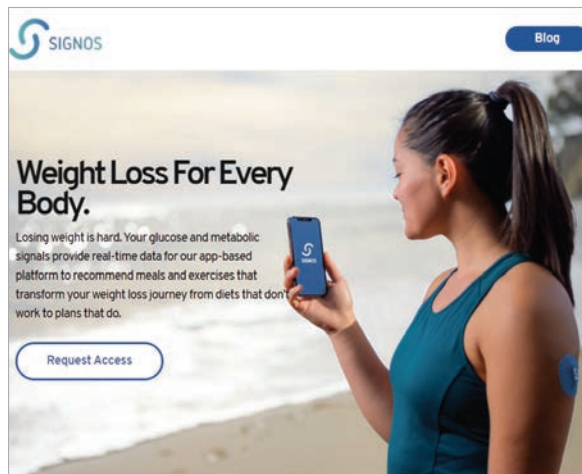 SIGNOS
Blog
Weight Loss For Every
Body.
Losing weight is hard. Your glucose and metabolic
signals provide real-time data for our app-based
platform to recommend meals and exercises that
transform your weight loss journey from diets that don't
work to plans that do.
Request Access
SIGNOS